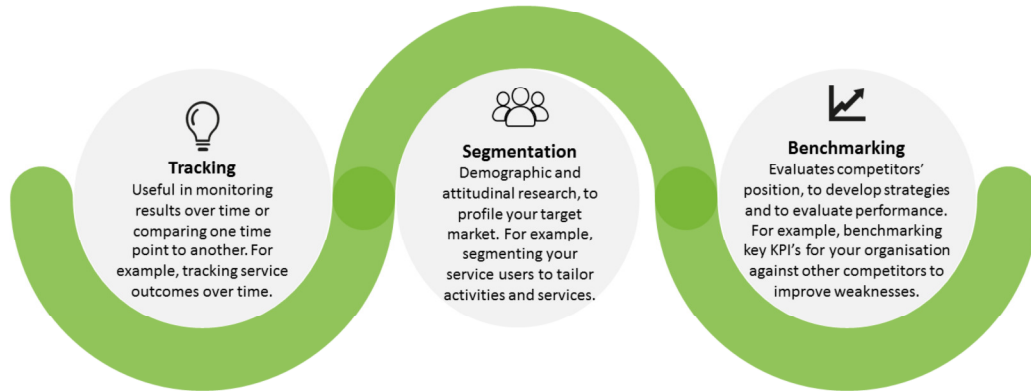 Tracking
Useful in monitoring
results over time or
comparing one time
point to another. For
example, tracking service
outcomes over time.
Segmentation
Demographic and
attitudinal research, to
profile your target
market. For example,
segmenting your
service users to tailor
activities and services.
Benchmarking
Evaluates competitors’
position, to develop strategies
and to evaluate performance.
For example, benchmarking
key KPI’s for your organisation
against other competitors to
improve weaknesses.